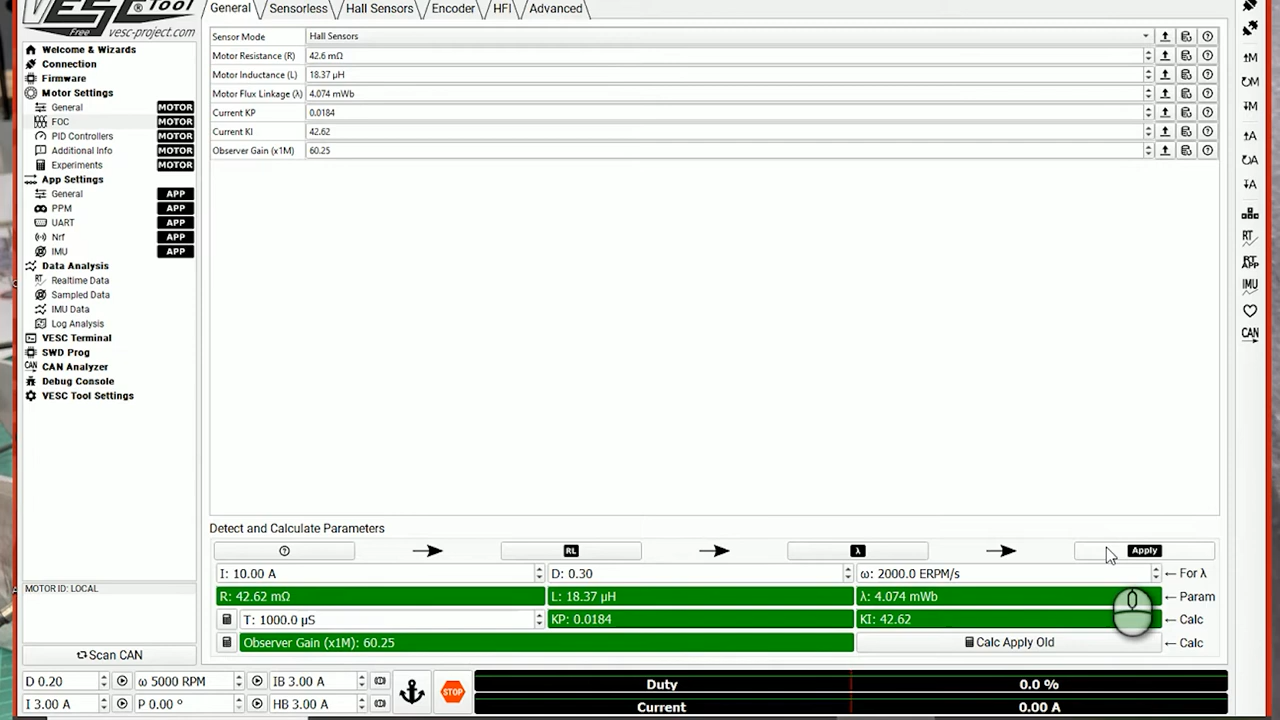 VESC® Tool
Free vesc-project.com
Welcome & Wizards
Connection
Firmware
Motor Settings
General MOTOR
FOC MOTOR
PID Controllers MOTOR
Additional Info MOTOR
Experiments MOTOR
App Settings
General APP
PPM APP
UART APP
Nrf APP
IMU APP
Data Analysis
RT Realtime Data
Sampled Data
IMU Data
Log Analysis
VESC Terminal
SWD Prog
CAN CAN Analyzer
Debug Console
VESC Tool Settings
MOTOR ID: LOCAL
Scan CAN
General Sensorless Hall Sensors Encoder HFI Advanced
Sensor Mode Hall Sensors
Motor Resistance (R) 42.6 mΩ
Motor Inductance (L) 18.37 µH
Motor Flux Linkage (λ) 4.074 mWb
Current KP 0.0184
Current KI 42.62
Observer Gain (x1M) 60.25
Detect and Calculate Parameters
? RL λ Apply
I: 10.00 A D: 0.30 ω: 2000.0 ERPM/s ← For λ
R: 42.62 mΩ L: 18.37 µH λ: 4.074 mWb ← Param
T: 1000.0 µS KP: 0.0184 KI: 42.62 ← Calc
Observer Gain (x1M): 60.25 Calc Apply Old ← Calc
D 0.20 ω 5000 RPM IB 3.00 A
I 3.00 A P 0.00 ° HB 3.00 A
STOP
Duty 0.0 %
Current 0.00 A
M
M
M
A
A
A
RT
RT
APP
IMU
CAN